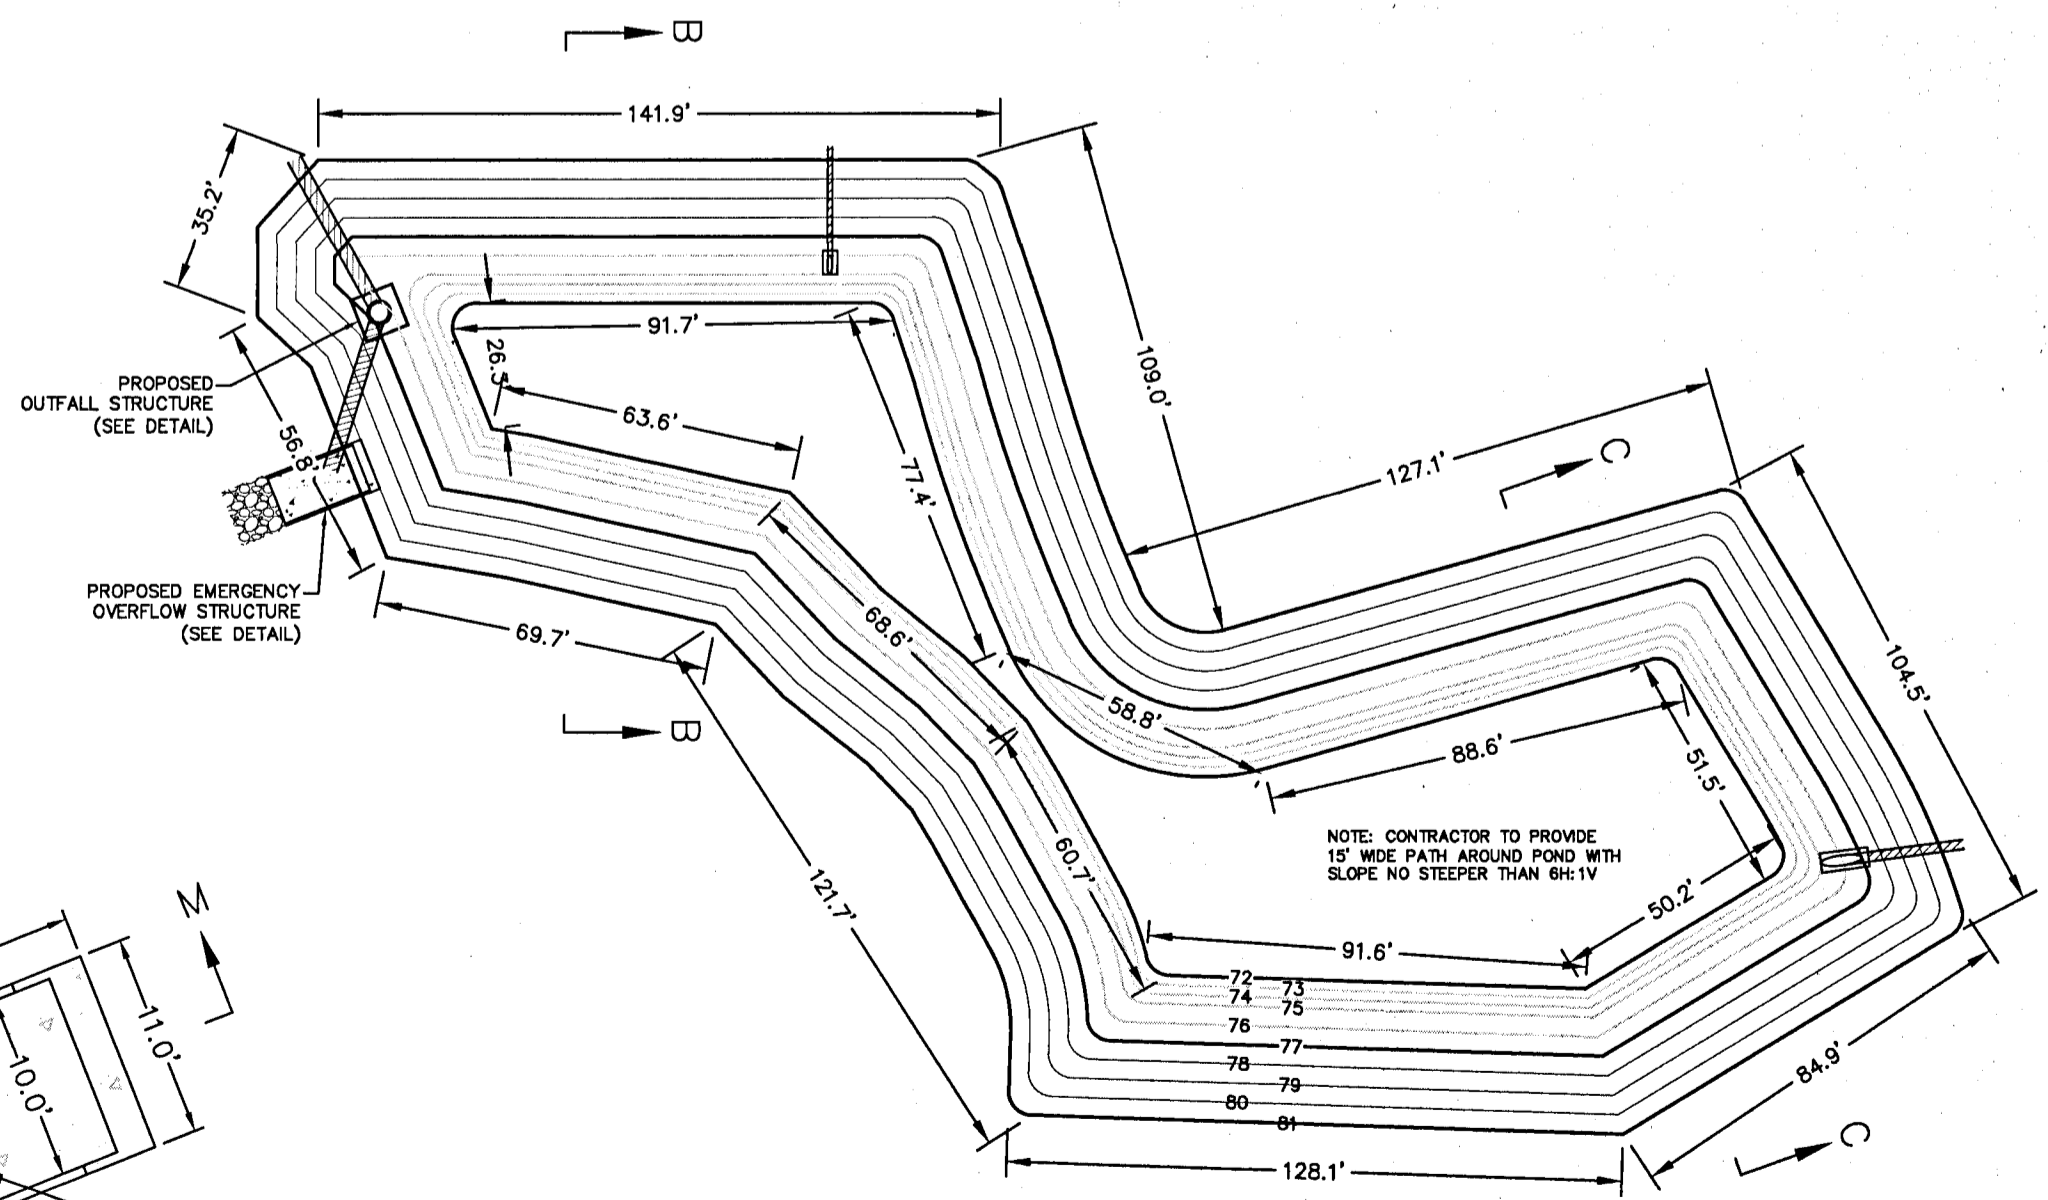 B
141.9'
35.2'
91.7'
109.0'
PROPOSED
OUTFALL STRUCTURE
(SEE DETAIL)
63.6'
56.8'
77.4'
127.1'
C
PROPOSED EMERGENCY
OVERFLOW STRUCTURE
(SEE DETAIL)
69.7'
68.6'
104.5'
B
58.8'
88.6'
51.5'
NOTE: CONTRACTOR TO PROVIDE
15' WIDE PATH AROUND POND WITH
SLOPE NO STEEPER THAN 6H:1V
60.7'
121.7'
50.2'
M
91.6'
72
73
74
75
76
77
78
79
80
81
11.0'
10.0'
84.9'
C
128.1'